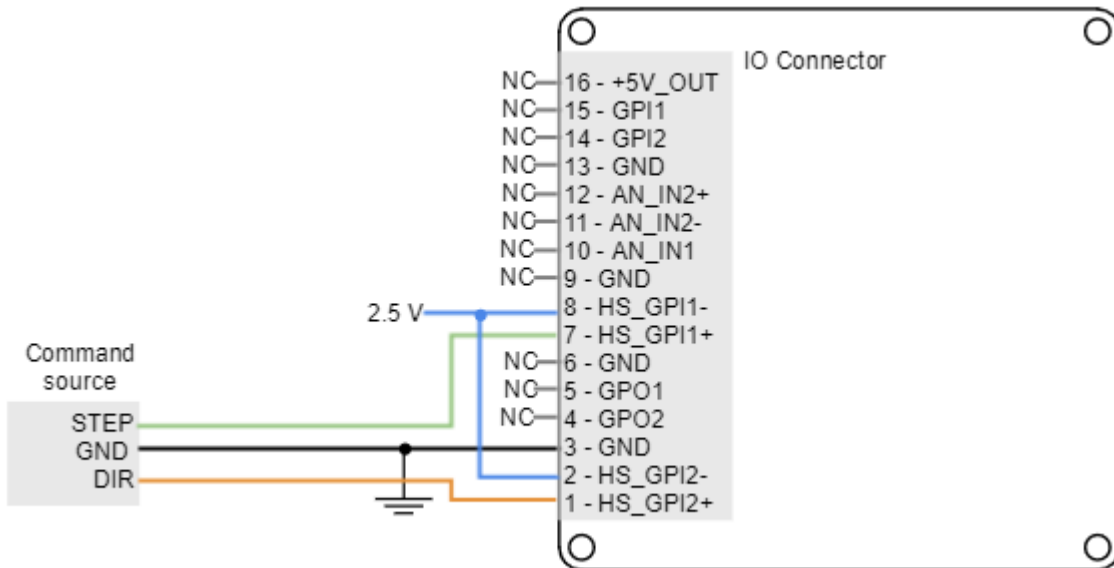 IO Connector
NC 16 - +5V_OUT
NC 15 - GPI1
NC 14 - GPI2
NC 13 - GND
NC 12 - AN_IN2+
NC 11 - AN_IN2-
NC 10 - AN_IN1
NC 9 - GND
2.5 V 8 - HS_GPI1-
7 - HS_GPI1+
NC 6 - GND
NC 5 - GPO1
NC 4 - GPO2
3 - GND
2 - HS_GPI2-
1 - HS_GPI2+
Command
source
STEP
GND
DIR